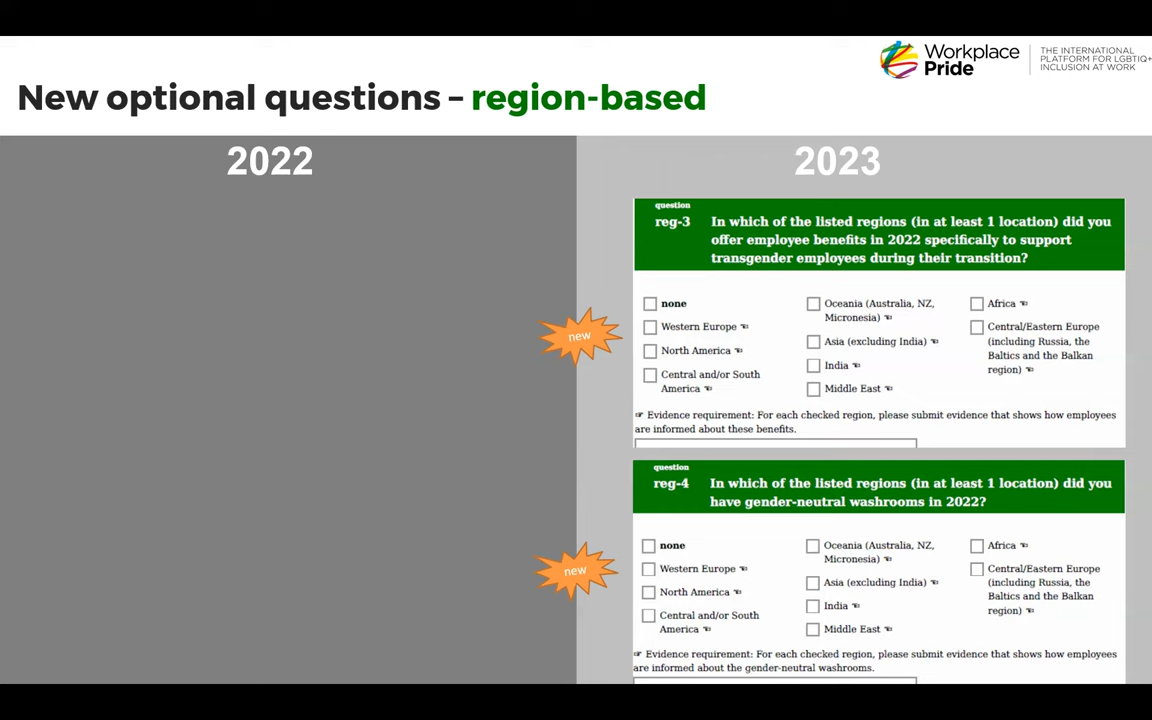 Workplace
Pride
THE INTERNATIONAL
PLATFORM FOR LGBTIQ+
INCLUSION AT WORK
New optional questions – region-based
2022
2023
question
reg-3 In which of the listed regions (in at least 1 location) did you
offer employee benefits in 2022 specifically to support
transgender employees during their transition?
none
Western Europe
North America
Central and/or South
America
Oceania (Australia, NZ,
Micronesia)
Asia (excluding India)
India
Middle East
Africa
Central/Eastern Europe
(including Russia, the
Baltics and the Balkan
region)
new
☞ Evidence requirement: For each checked region, please submit evidence that shows how employees
are informed about these benefits.
question
reg-4 In which of the listed regions (in at least 1 location) did you
have gender-neutral washrooms in 2022?
none
Western Europe
North America
Central and/or South
America
Oceania (Australia, NZ,
Micronesia)
Asia (excluding India)
India
Middle East
Africa
Central/Eastern Europe
(including Russia, the
Baltics and the Balkan
region)
new
☞ Evidence requirement: For each checked region, please submit evidence that shows how employees
are informed about the gender-neutral washrooms.